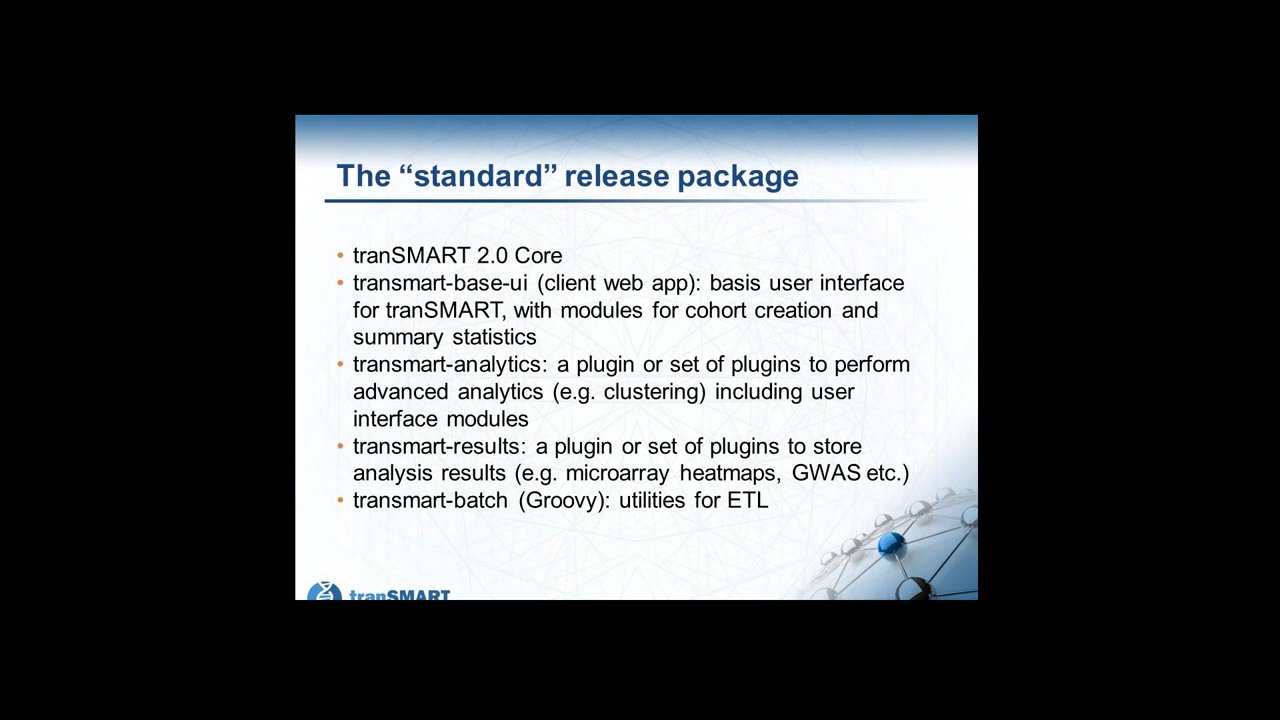 The “standard” release package
• tranSMART 2.0 Core
• transmart-base-ui (client web app): basis user interface
for tranSMART, with modules for cohort creation and
summary statistics
• transmart-analytics: a plugin or set of plugins to perform
advanced analytics (e.g. clustering) including user
interface modules
• transmart-results: a plugin or set of plugins to store
analysis results (e.g. microarray heatmaps, GWAS etc.)
• transmart-batch (Groovy): utilities for ETL
tranSMART